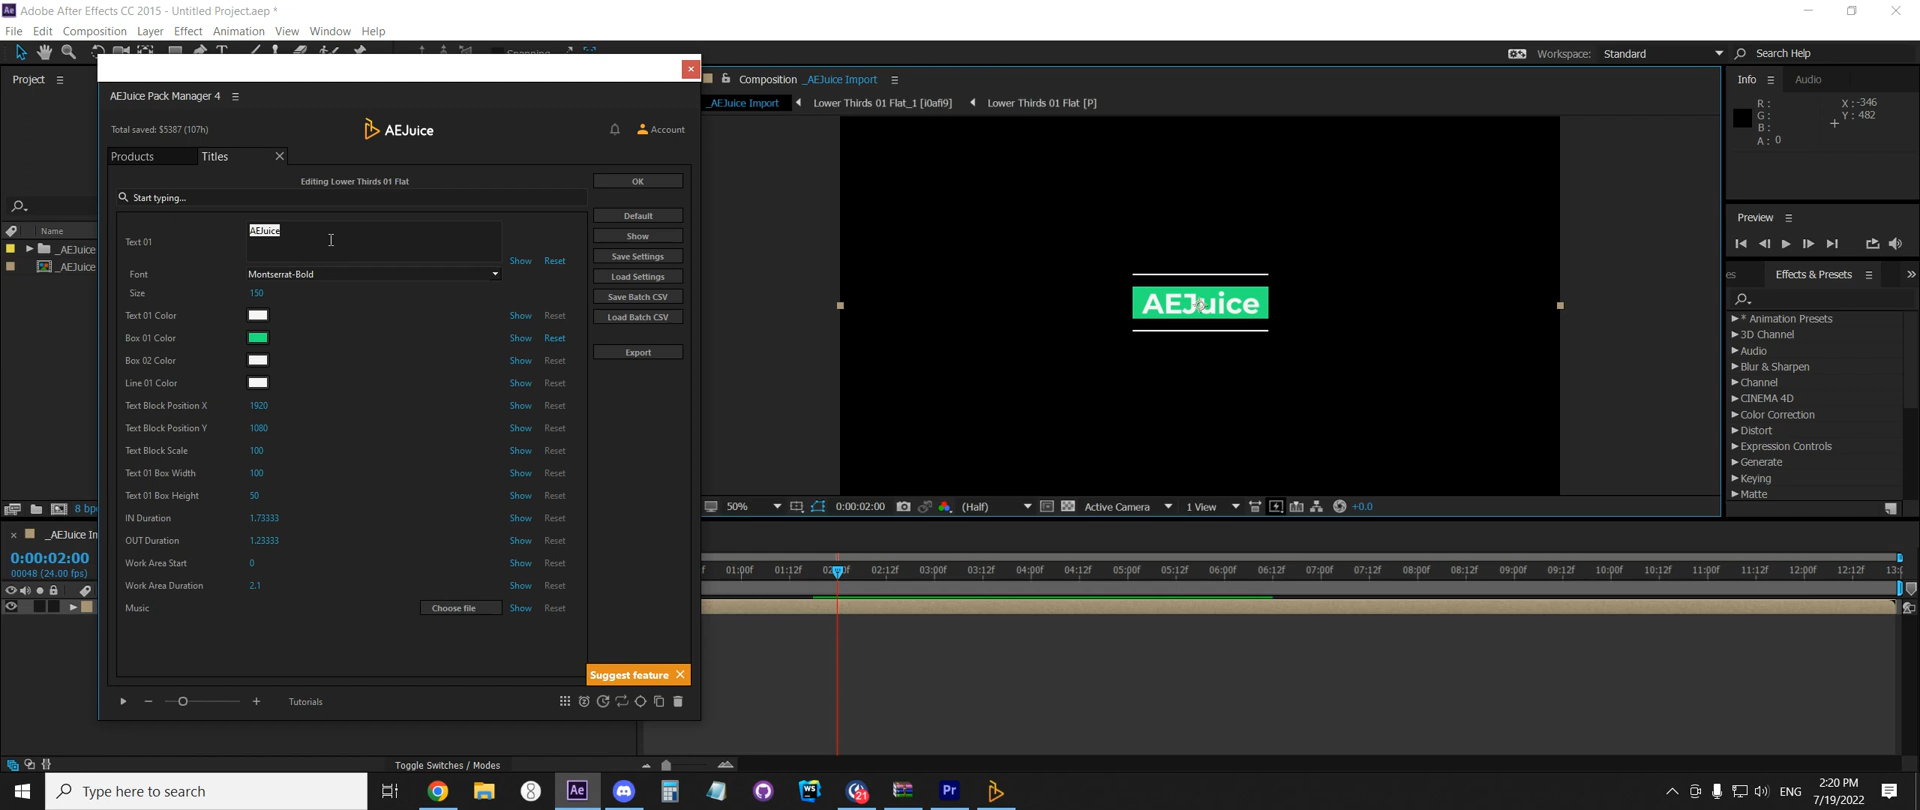 Adobe After Effects CC 2015 - Untitled Project.aep *
File Edit Composition Layer Effect Animation View Window Help
Workspace: Standard Search Help
Project
AEJuice Pack Manager 4
Composition _AEJuice Import
Info Audio
_AEJuice Import Lower Thirds 01 Flat_1 [i0afi9] Lower Thirds 01 Flat [P]
R: X: -346
G: Y: 482
B:
A: 0
Total saved: $5387 (107h) AEJuice Account
Products Titles
Editing Lower Thirds 01 Flat OK
Start typing...
Default
Show
Save Settings
Load Settings
Save Batch CSV
Load Batch CSV
Export
Name
_AEJuice
_AEJuice
Text 01 AEJuice Show Reset
Font Montserrat-Bold
Size 150
Text 01 Color Show Reset
Box 01 Color Show Reset
Box 02 Color Show Reset
Line 01 Color Show Reset
Text Block Position X 1920 Show Reset
Text Block Position Y 1080 Show Reset
Text Block Scale 100 Show Reset
Text 01 Box Width 100 Show Reset
Text 01 Box Height 50 Show Reset
IN Duration 1.73333 Show Reset
OUT Duration 1.23333 Show Reset
Work Area Start 0 Show Reset
Work Area Duration 2.1 Show Reset
Music Choose file Show Reset
Suggest feature
Tutorials
AEJuice
Preview
Effects & Presets
* Animation Presets
3D Channel
Audio
Blur & Sharpen
Channel
CINEMA 4D
Color Correction
Distort
Expression Controls
Generate
Keying
Matte
50% 0:00:02:00 (Half) Active Camera 1 View +0.0
8 bp
_AEJuice Im
0:00:02:00
00048 (24.00 fps)
f 01:00f 01:12f 02:00f 02:12f 03:00f 03:12f 04:00f 04:12f 05:00f 05:12f 06:00f 06:12f 07:00f 07:12f 08:00f 08:12f 09:00f 09:12f 10:00f 10:12f 11:00f 11:12f 12:00f 12:12f 13:0
Toggle Switches / Modes
Type here to search
Ae
21
Pr
ENG
2:20 PM
7/19/2022